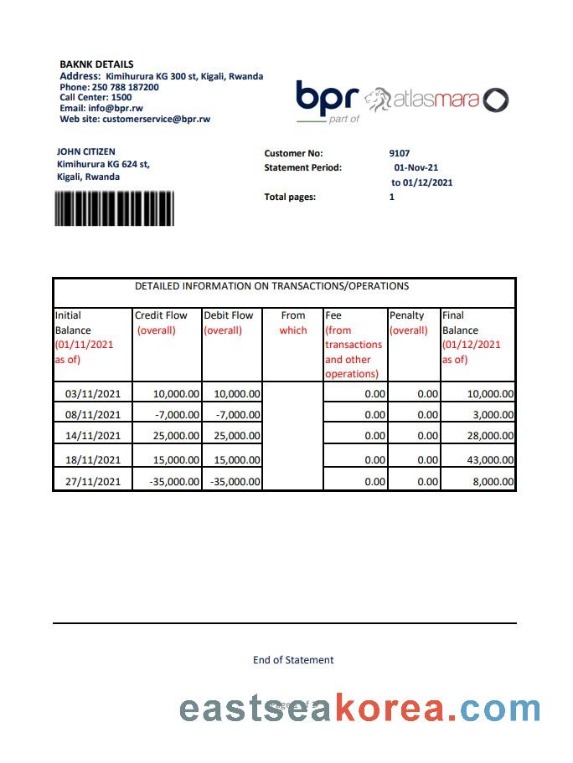 BAKNK DETAILS
Address: Kimihurura KG 300 st, Kigali, Rwanda
Phone: 250 788 187200
Call Center: 1500
Email: info@bpr.rw
Web site: customerservice@bpr.rw
bpr atlasmara
part of
JOHN CITIZEN
Kimihurura KG 624 st,
Kigali, Rwanda
Customer No: 9107
Statement Period: 01-Nov-21
to 01/12/2021
Total pages: 1
DETAILED INFORMATION ON TRANSACTIONS/OPERATIONS
Initial Credit Flow Debit Flow From Fee Penalty Final
Balance (overall) (overall) which (from (overall) Balance
(01/11/2021 transactions (01/12/2021
as of) and other as of)
operations)
03/11/2021 10,000.00 10,000.00 0.00 0.00 10,000.00
08/11/2021 -7,000.00 -7,000.00 0.00 0.00 3,000.00
14/11/2021 25,000.00 25,000.00 0.00 0.00 28,000.00
18/11/2021 15,000.00 15,000.00 0.00 0.00 43,000.00
27/11/2021 -35,000.00 -35,000.00 0.00 0.00 8,000.00
End of Statement
eastseakorea.com